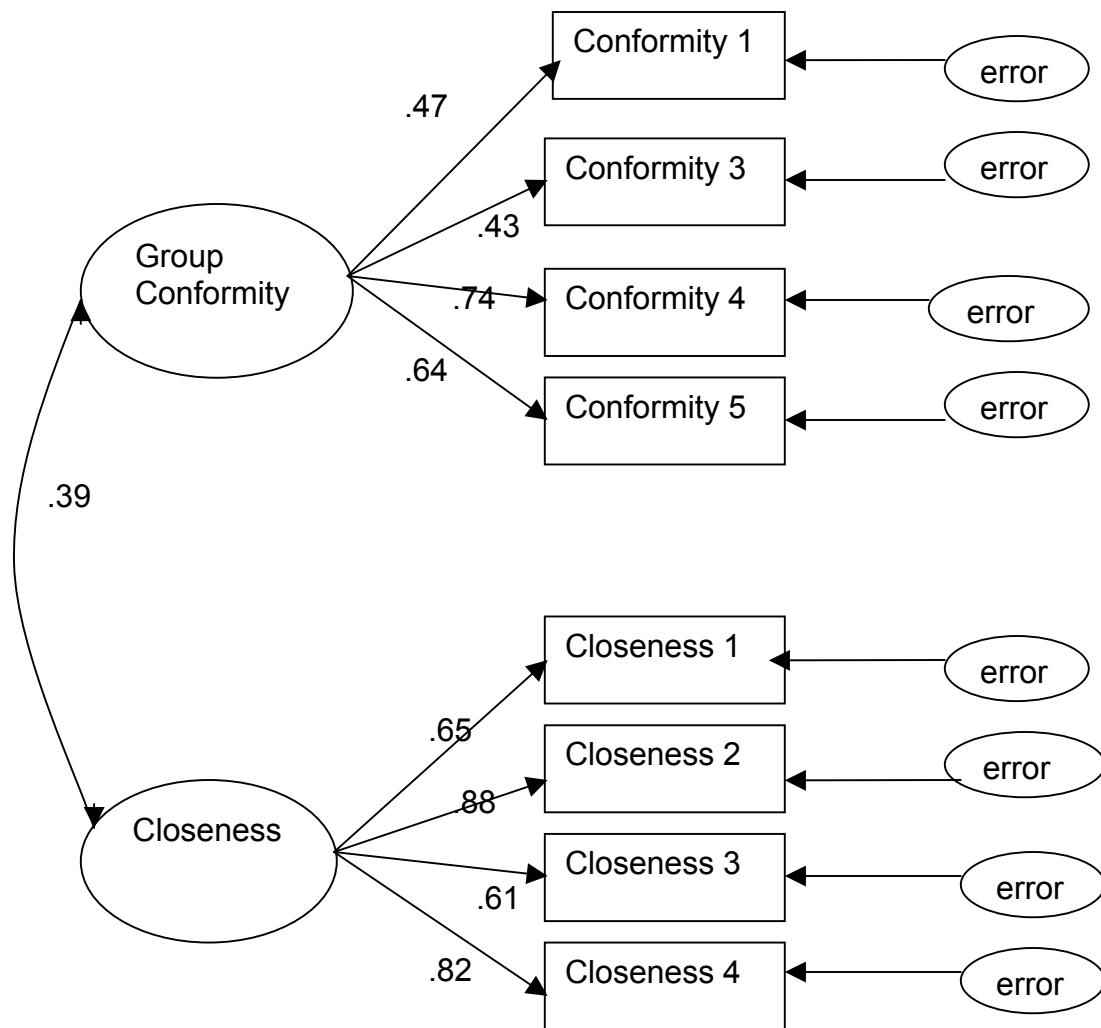 Conformity 1
error
.47
Conformity 3
error
.43
Group
Conformity
Conformity 4
error
.74
.64
Conformity 5
error
.39
Closeness 1
error
.65
Closeness 2
error
.88
Closeness
Closeness 3
error
.61
Closeness 4
error
.82